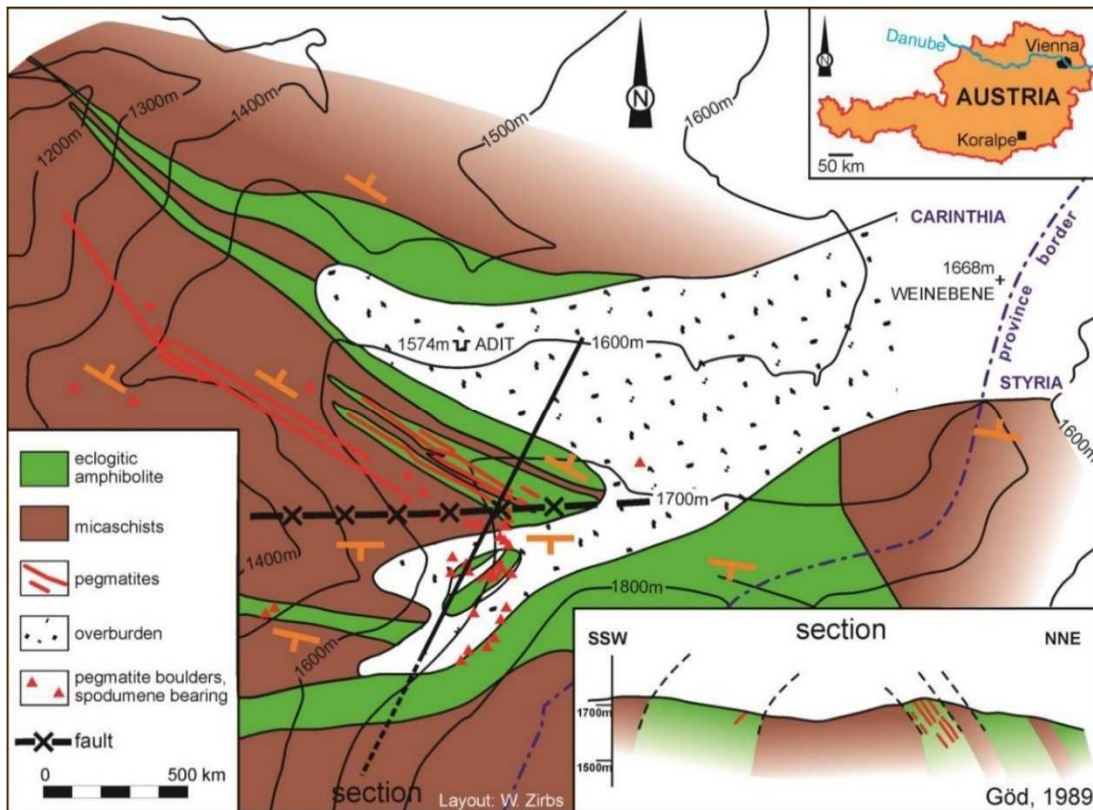 1200m
1300m
1400m
1500m
1600m
N
Danube
Vienna
AUSTRIA
Koralpe
50 km
CARINTHIA
1668m
WEINEBENE
province border
STYRIA
1600m
1574m ADIT
1600m
1700m
1800m
1400m
1600m
eclogitic
amphibolite
micaschists
pegmatites
overburden
pegmatite boulders,
spodumene bearing
fault
0 500 km
section
Layout: W. Zirbs
section
SSW NNE
1700m
1500m
Göd, 1989